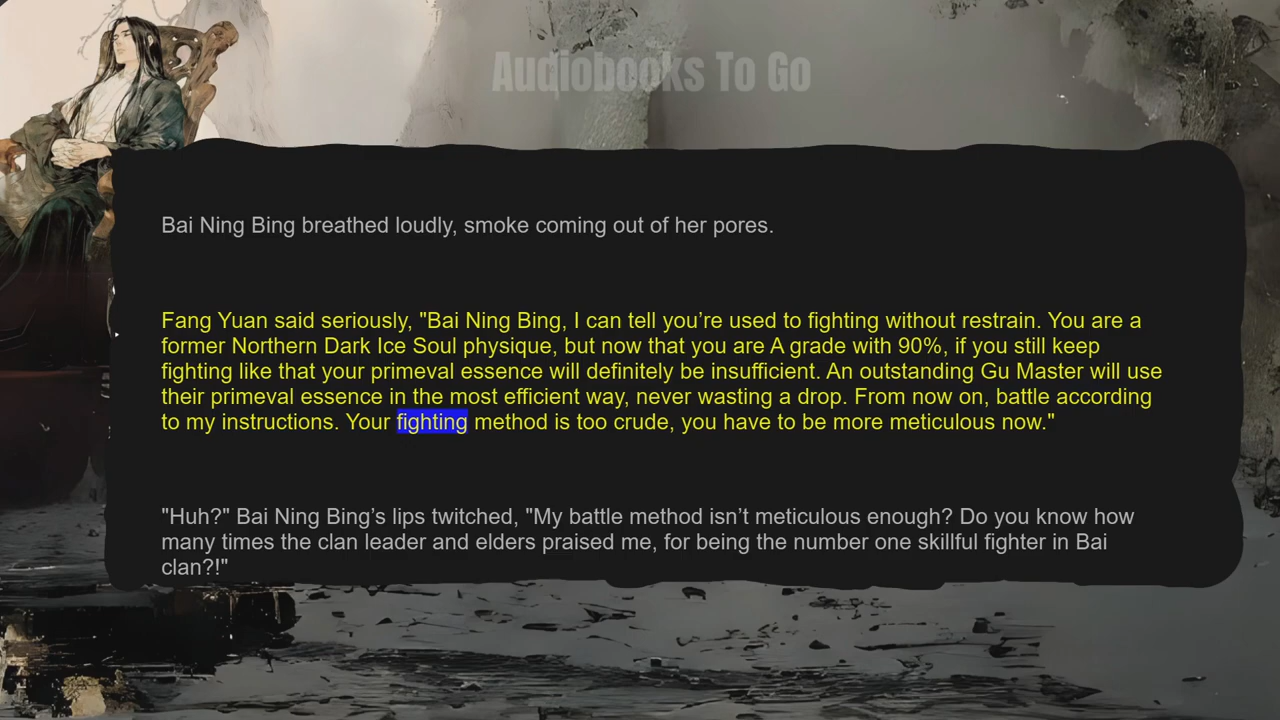 Audiobooks To Go
Bai Ning Bing breathed loudly, smoke coming out of her pores.
Fang Yuan said seriously, "Bai Ning Bing, I can tell you’re used to fighting without restrain. You are a
former Northern Dark Ice Soul physique, but now that you are A grade with 90%, if you still keep
fighting like that your primeval essence will definitely be insufficient. An outstanding Gu Master will use
their primeval essence in the most efficient way, never wasting a drop. From now on, battle according
to my instructions. Your fighting method is too crude, you have to be more meticulous now."
"Huh?" Bai Ning Bing’s lips twitched, "My battle method isn’t meticulous enough? Do you know how
many times the clan leader and elders praised me, for being the number one skillful fighter in Bai
clan?!"